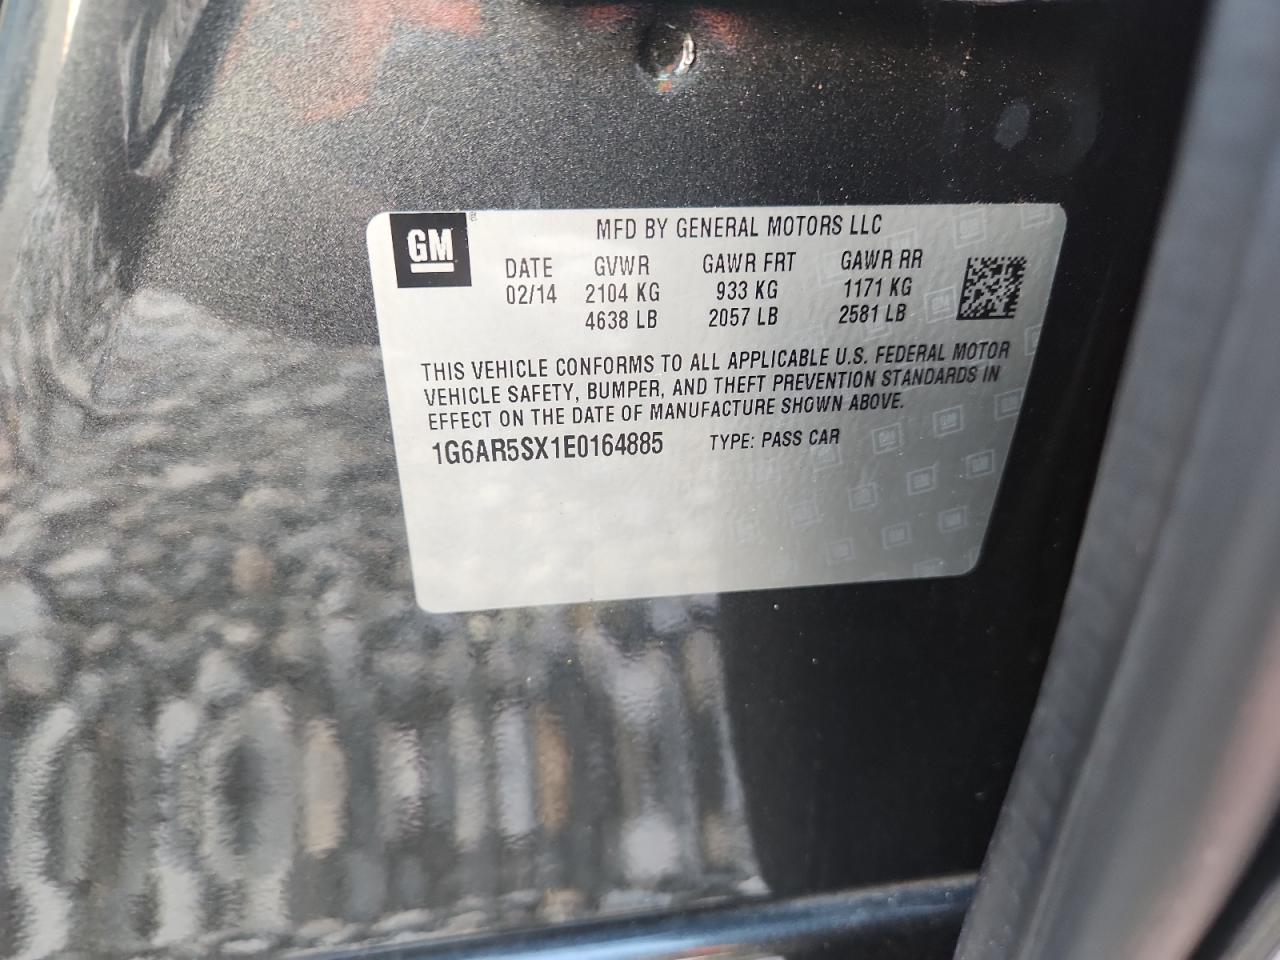 GM
MFD BY GENERAL MOTORS LLC
DATE GVWR GAWR FRT GAWR RR
02/14 2104 KG 933 KG 1171 KG
4638 LB 2057 LB 2581 LB
THIS VEHICLE CONFORMS TO ALL APPLICABLE U.S. FEDERAL MOTOR
VEHICLE SAFETY, BUMPER, AND THEFT PREVENTION STANDARDS IN
EFFECT ON THE DATE OF MANUFACTURE SHOWN ABOVE.
1G6AR5SX1E0164885 TYPE: PASS CAR